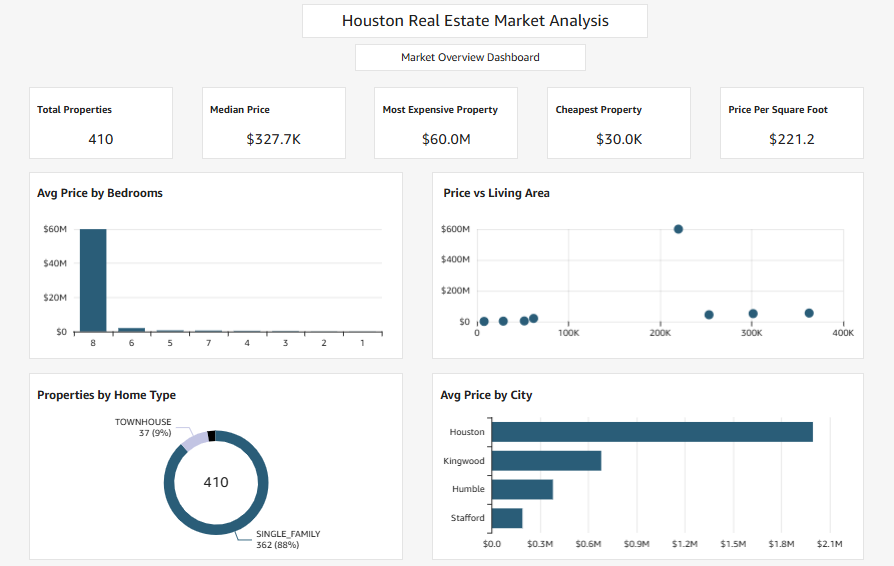 Houston Real Estate Market Analysis
Market Overview Dashboard
Total Properties
410
Median Price
$327.7K
Most Expensive Property
$60.0M
Cheapest Property
$30.0K
Price Per Square Foot
$221.2
Avg Price by Bedrooms
$60M
$40M
$20M
$0
8 6 5 7 4 3 2 1
Price vs Living Area
$600M
$400M
$200M
$0
0 100K 200K 300K 400K
Properties by Home Type
TOWNHOUSE
37 (9%)
410
SINGLE_FAMILY
362 (88%)
Avg Price by City
Houston
Kingwood
Humble
Stafford
$0.0 $0.3M $0.6M $0.9M $1.2M $1.5M $1.8M $2.1M